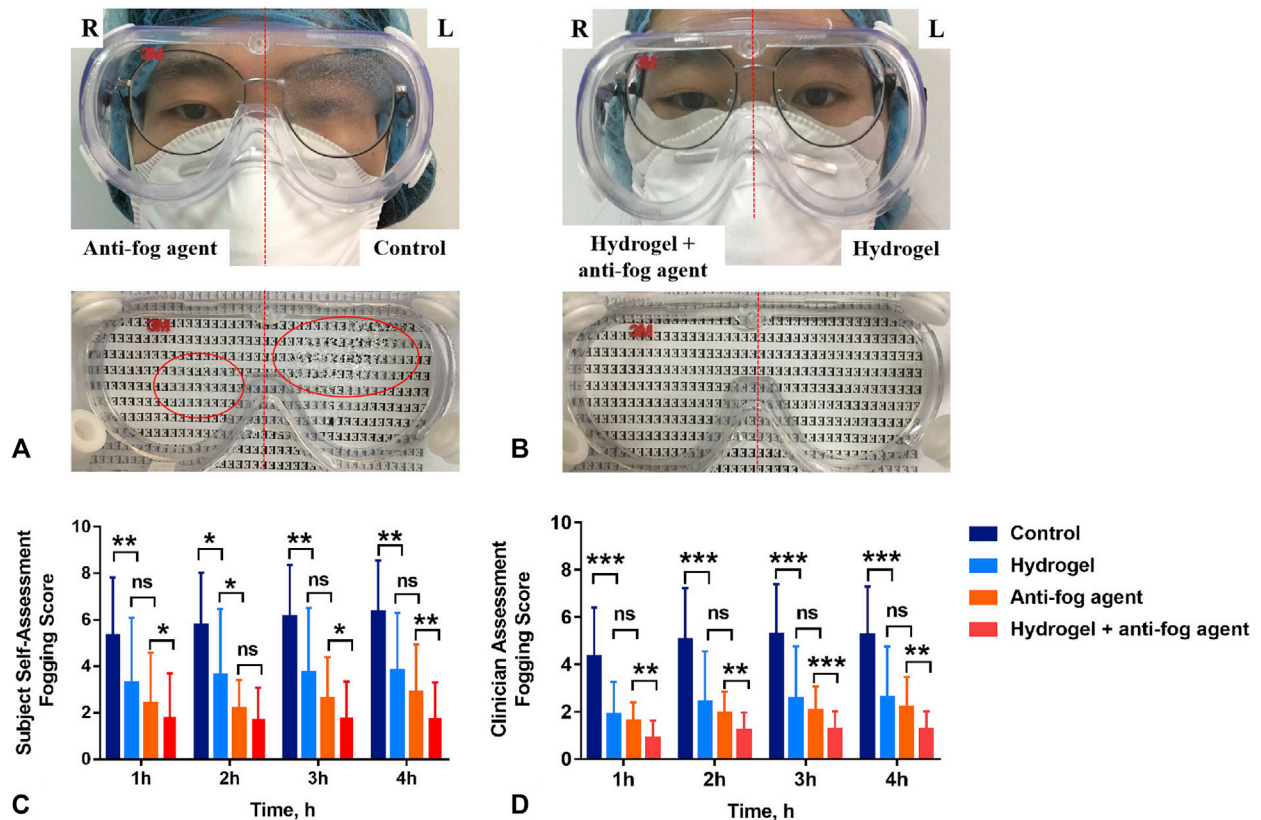 R
L
3M
Anti-fog agent
Control
3M
A
R
L
3M
Hydrogel +
anti-fog agent
Hydrogel
3M
B
Subject Self-Assessment
Fogging Score
10
8
6
4
2
0
**
ns
*
*
*
ns
**
ns
*
**
ns
**
1h
2h
3h
4h
Time, h
C
Clinician Assessment
Fogging Score
10
8
6
4
2
0
***
ns
**
***
ns
**
***
ns
***
***
ns
**
1h
2h
3h
4h
Time, h
D
Control
Hydrogel
Anti-fog agent
Hydrogel + anti-fog agent